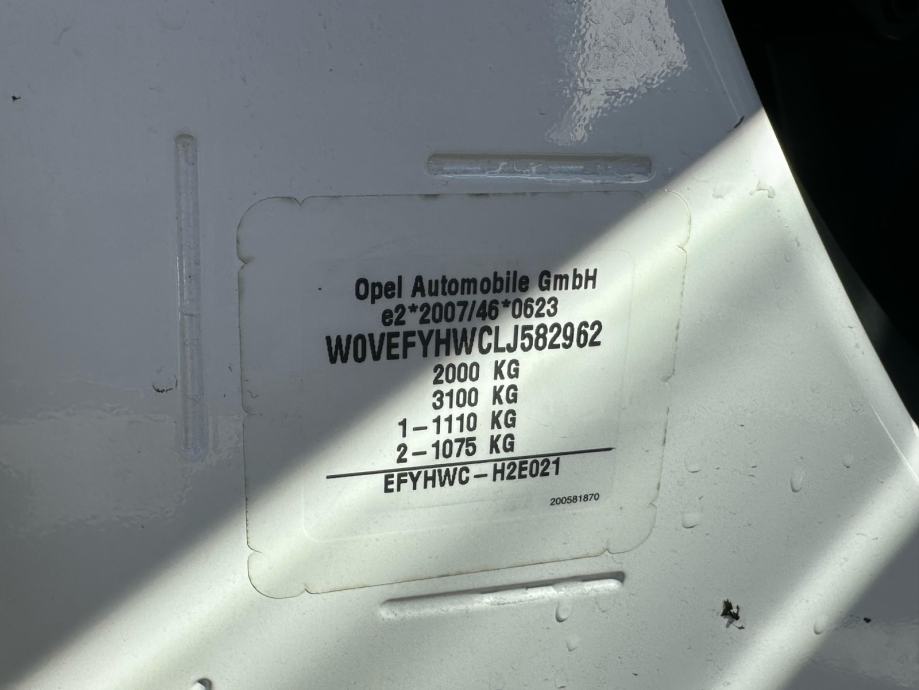 Opel Automobile GmbH
e2*2007/46*0623
W0VEFYHWCLJ582962
2000 KG
3100 KG
1-1110 KG
2-1075 KG
EFYHWC-H2E021
200581870